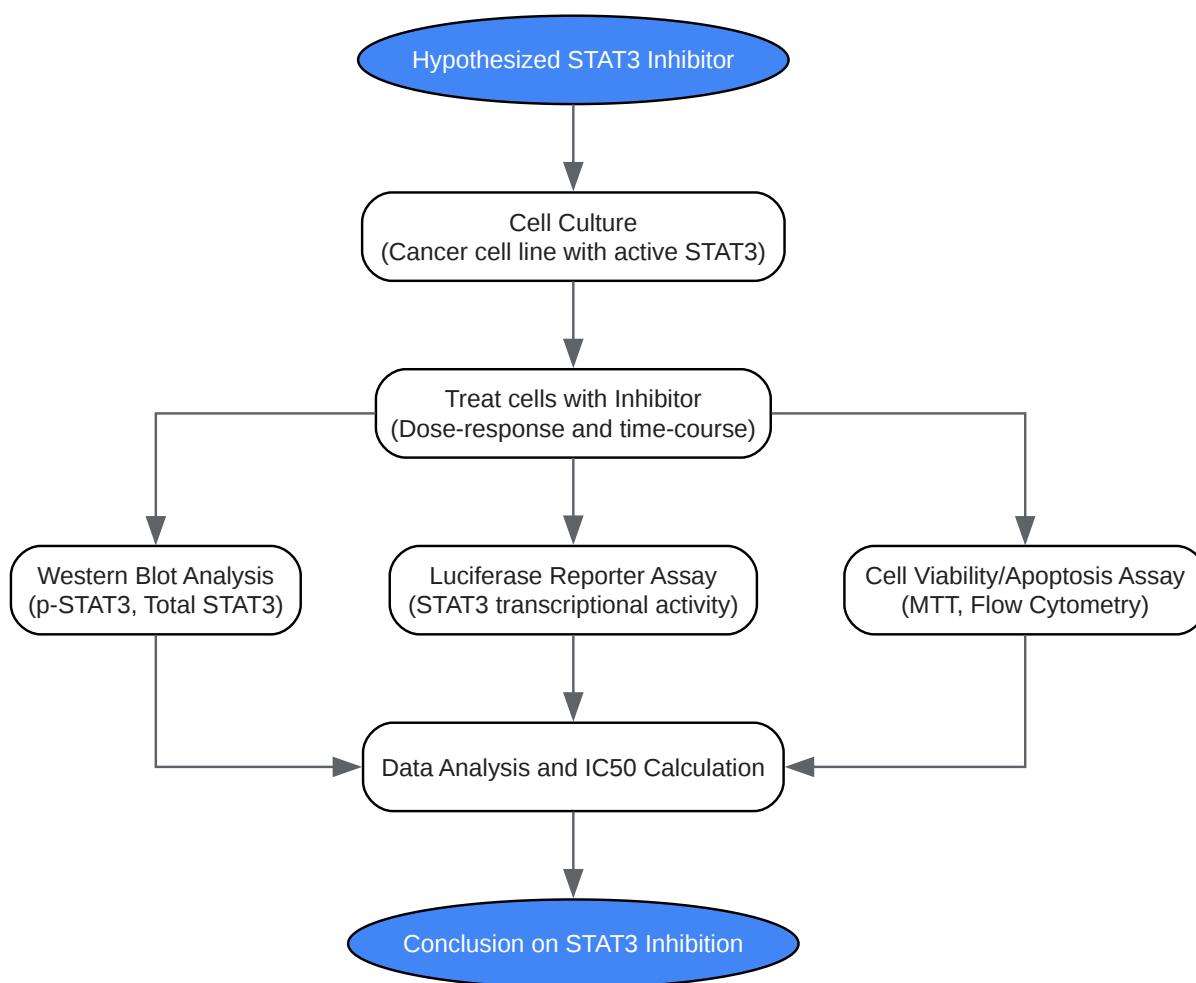 Hypothesized STAT3 Inhibitor
Cell Culture
(Cancer cell line with active STAT3)
Treat cells with Inhibitor
(Dose-response and time-course)
Western Blot Analysis
(p-STAT3, Total STAT3)
Luciferase Reporter Assay
(STAT3 transcriptional activity)
Cell Viability/Apoptosis Assay
(MTT, Flow Cytometry)
Data Analysis and IC50 Calculation
Conclusion on STAT3 Inhibition